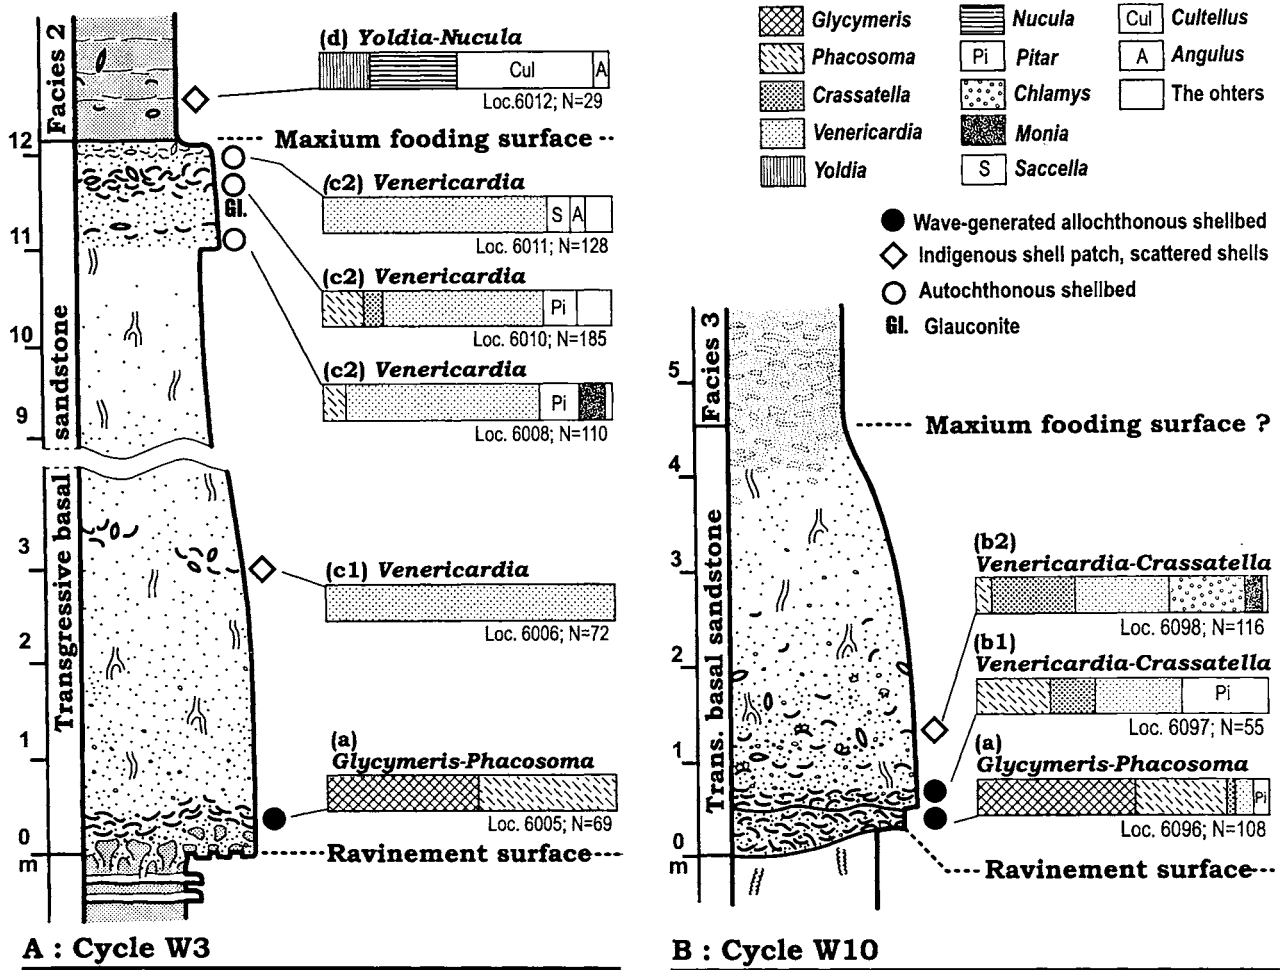 Facies 2
12
11
10
9
3
2
1
0
m
sandstone
Transgressive basal
(d) Yoldia-Nucula
Cul
A
Loc.6012; N=29
Maxium fooding surface
(c2) Venericardia
S
A
Loc. 6011; N=128
Gl.
(c2) Venericardia
Pi
Loc. 6010; N=185
(c2) Venericardia
Pi
Loc. 6008; N=110
(c1) Venericardia
Loc. 6006; N=72
(a)
Glycymeris-Phacosoma
Loc. 6005; N=69
Ravinement surface
A : Cycle W3
Glycymeris
Phacosoma
Crassatella
Venericardia
Yoldia
Nucula
Pi Pitar
Chlamys
Monia
S Saccella
Cul Cultellus
A Angulus
The ohters
Wave-generated allochthonous shellbed
Indigenous shell patch, scattered shells
Autochthonous shellbed
Gl. Glauconite
Facies 3
5
4
3
2
1
0
m
Trans. basal sandstone
Maxium fooding surface ?
(b2)
Venericardia-Crassatella
Loc. 6098; N=116
(b1)
Venericardia-Crassatella
Pi
Loc. 6097; N=55
(a)
Glycymeris-Phacosoma
Pi
Loc. 6096; N=108
Ravinement surface
B : Cycle W10